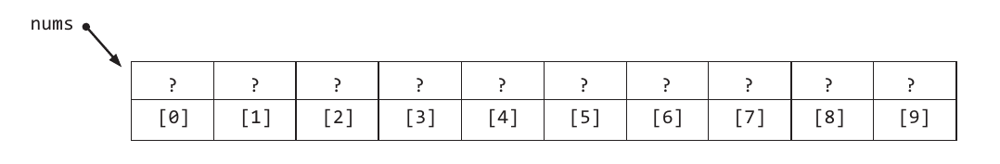 nums
? ? ? ? ? ? ? ? ? ?
[0] [1] [2] [3] [4] [5] [6] [7] [8] [9]